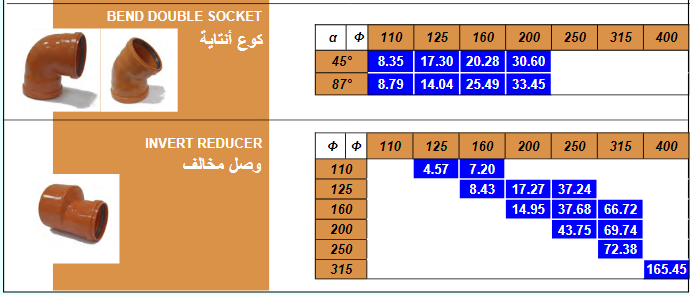 BEND DOUBLE SOCKET
كوع أنتاية
α Φ 110 125 160 200 250 315 400
45° 8.35 17.30 20.28 30.60
87° 8.79 14.04 25.49 33.45
INVERT REDUCER
وصل مخالف
Φ Φ 110 125 160 200 250 315 400
110 4.57 7.20
125 8.43 17.27 37.24
160 14.95 37.68 66.72
200 43.75 69.74
250 72.38
315 165.45